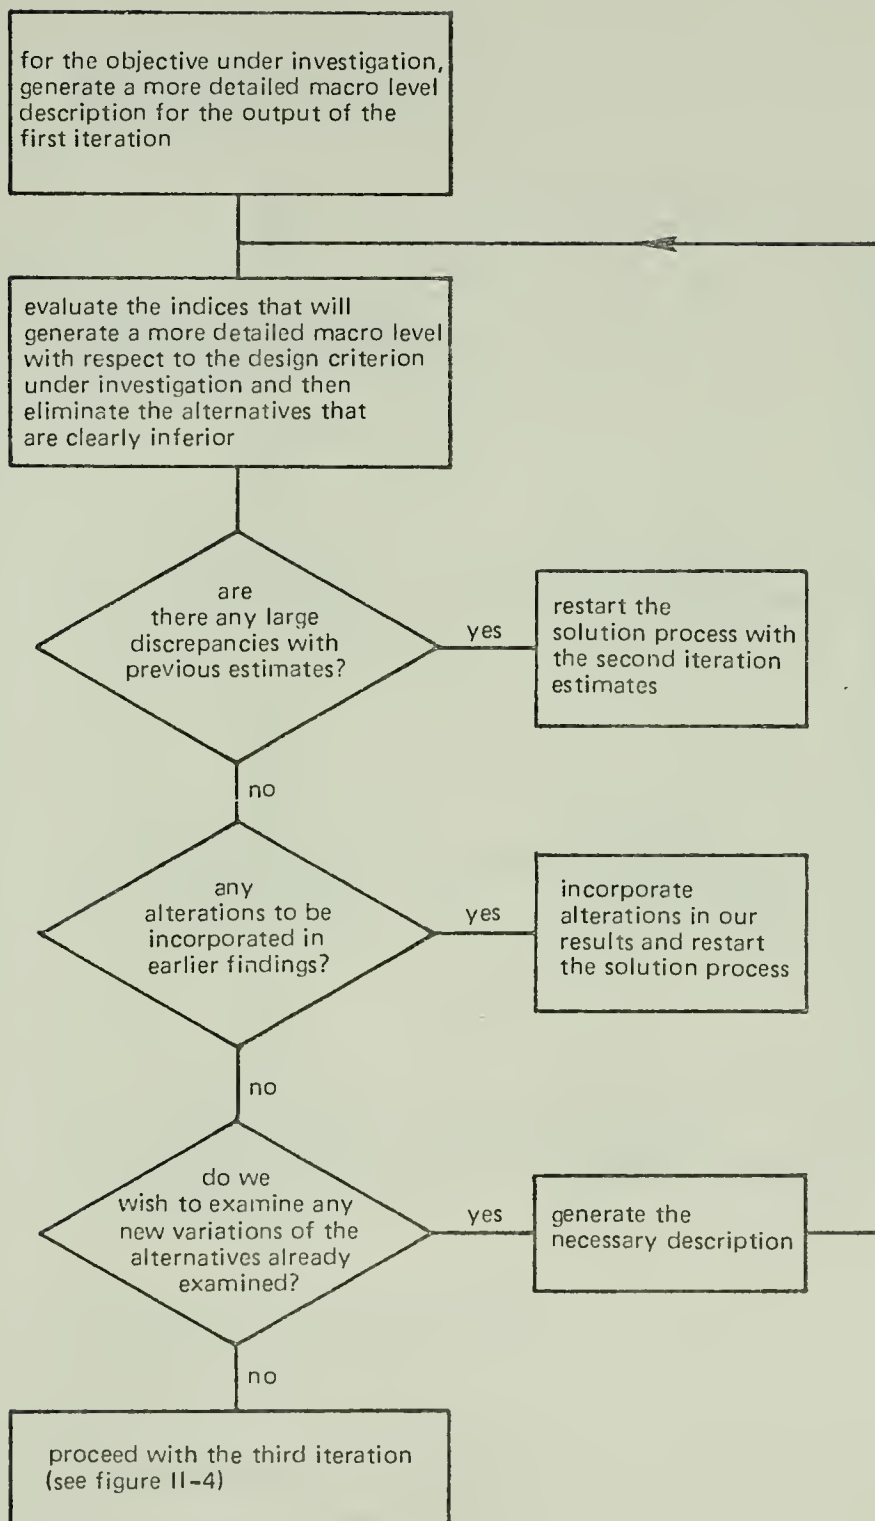 for the objective under investigation,
generate a more detailed macro level
description for the output of the
first iteration
evaluate the indices that will
generate a more detailed macro level
with respect to the design criterion
under investigation and then
eliminate the alternatives that
are clearly inferior
are
there any large
discrepancies with
previous estimates?
yes
restart the
solution process with
the second iteration
estimates
no
any
alterations to be
incorporated in
earlier findings?
yes
incorporate
alterations in our
results and restart
the solution process
no
do we
wish to examine any
new variations of the
alternatives already
examined?
yes
generate the
necessary description
no
proceed with the third iteration
(see figure II-4)